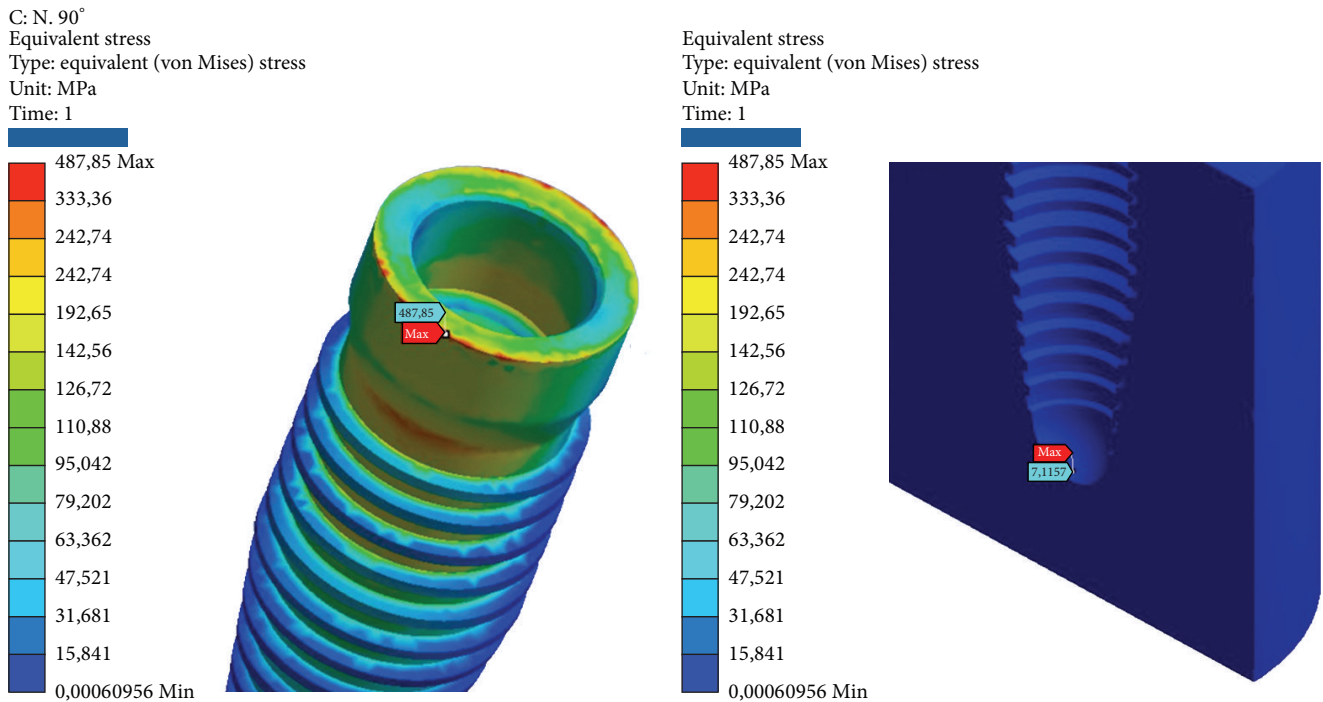 C: N. 90°
Equivalent stress
Type: equivalent (von Mises) stress
Unit: MPa
Time: 1
487,85 Max
333,36
242,74
242,74
192,65
142,56
126,72
110,88
95,042
79,202
63,362
47,521
31,681
15,841
0,00060956 Min
487,85
Max
Equivalent stress
Type: equivalent (von Mises) stress
Unit: MPa
Time: 1
487,85 Max
333,36
242,74
242,74
192,65
142,56
126,72
110,88
95,042
79,202
63,362
47,521
31,681
15,841
0,00060956 Min
Max
7,1157